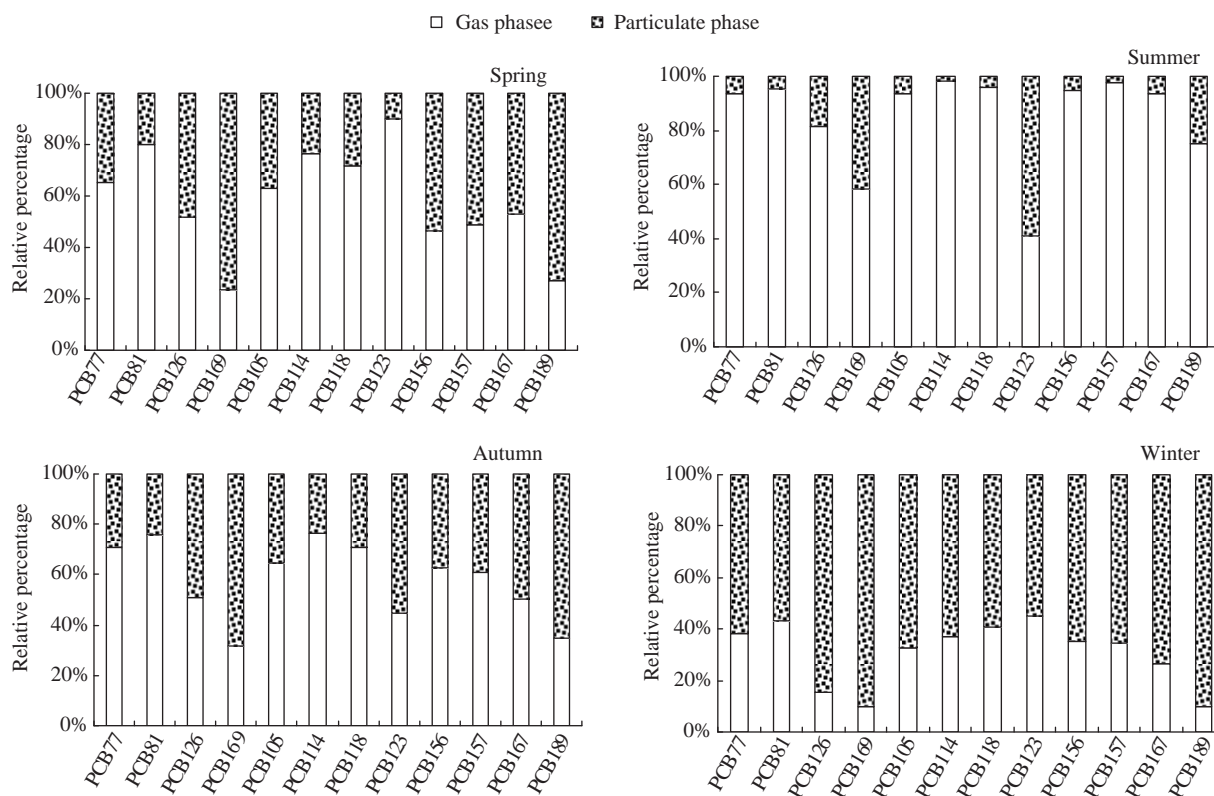 Gas phasee Particulate phase
Spring
Relative percentage
100%
80%
60%
40%
20%
0%
PCB77 PCB81 PCB126 PCB169 PCB105 PCB114 PCB118 PCB123 PCB156 PCB157 PCB167 PCB189
Summer
Relative percentage
100%
80%
60%
40%
20%
0%
PCB77 PCB81 PCB126 PCB169 PCB105 PCB114 PCB118 PCB123 PCB156 PCB157 PCB167 PCB189
Autumn
Relative percentage
100%
80%
60%
40%
20%
0%
PCB77 PCB81 PCB126 PCB169 PCB105 PCB114 PCB118 PCB123 PCB156 PCB157 PCB167 PCB189
Winter
Relative percentage
100%
80%
60%
40%
20%
0%
PCB77 PCB81 PCB126 PCB169 PCB105 PCB114 PCB118 PCB123 PCB156 PCB157 PCB167 PCB189